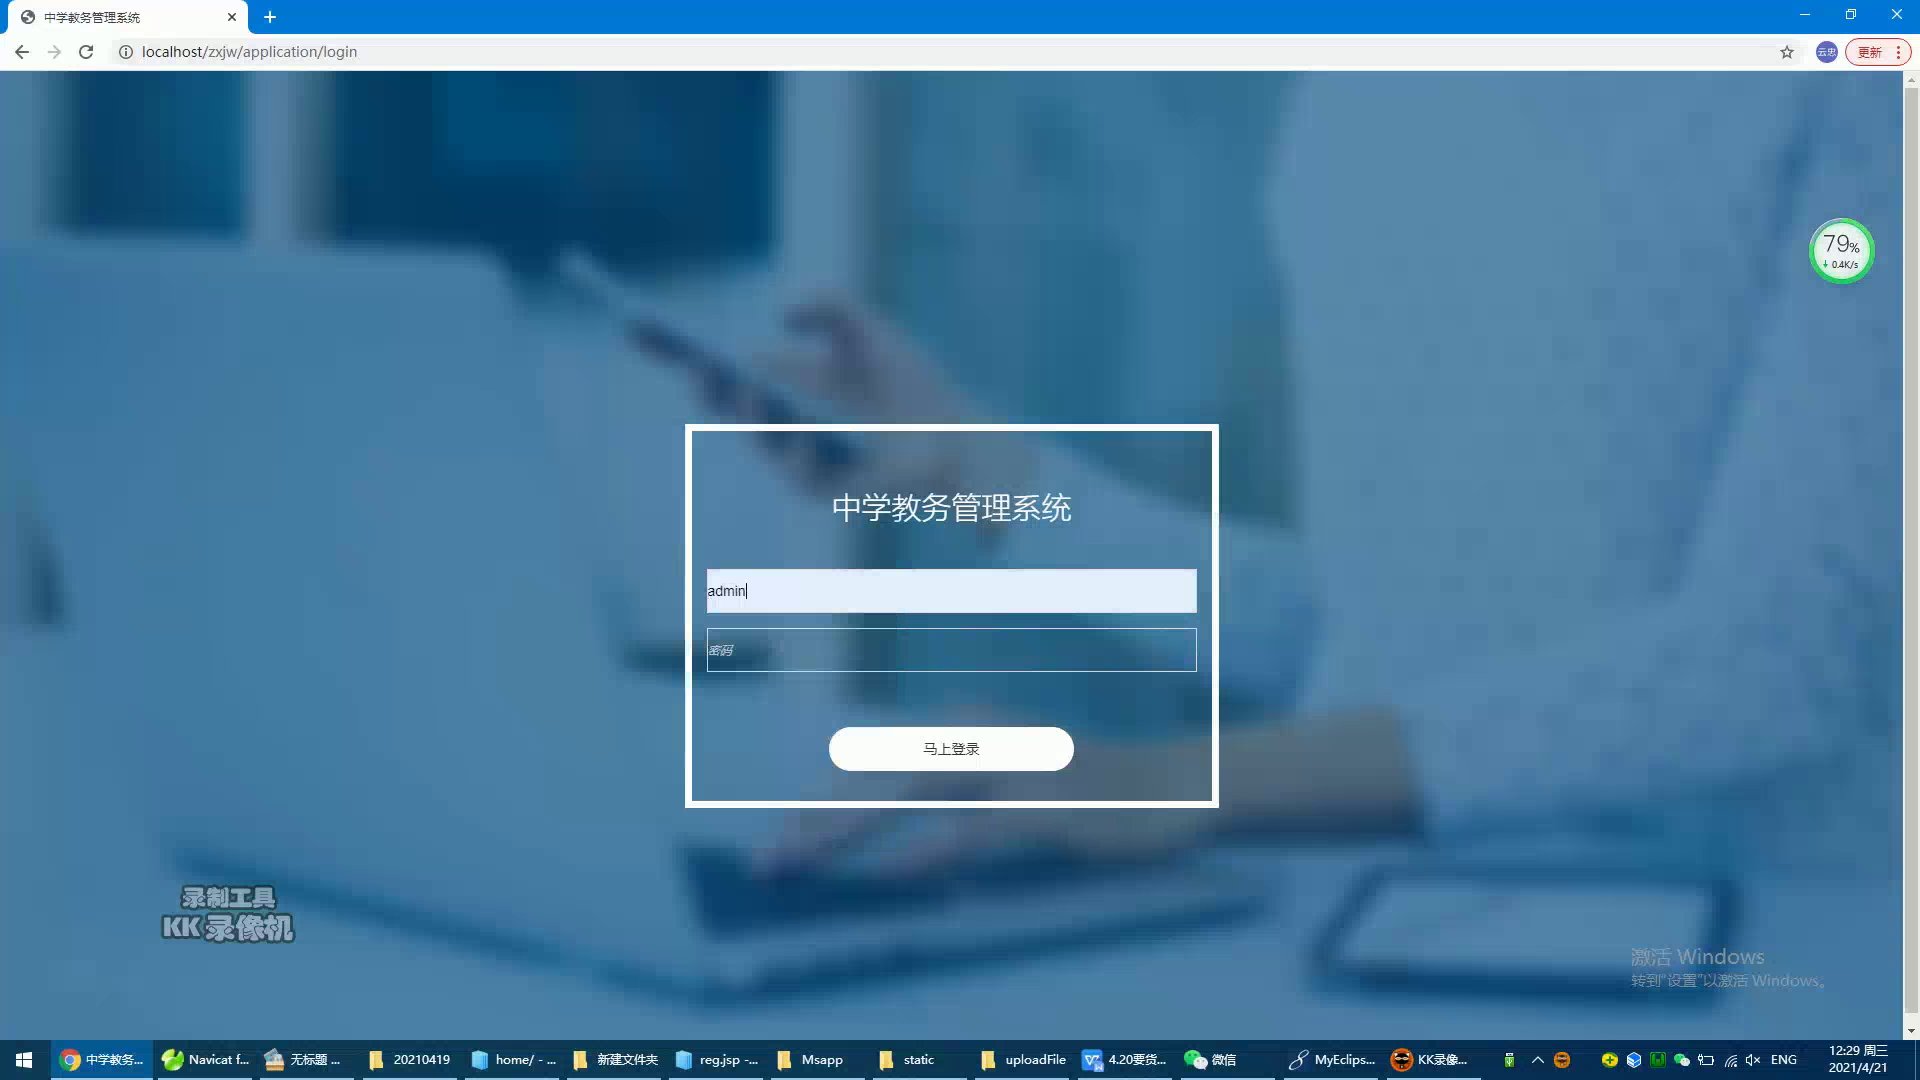 中学教务管理系统
localhost/zxjw/application/login
云忠
更新
79%
0.4K/s
中学教务管理系统
admin
密码
马上登录
录制工具
KK 录像机
激活 Windows
转到"设置"以激活 Windows。
中学教务...
Navicat f...
无标题 ...
20210419
home/ - ...
新建文件夹
reg.jsp -...
Msapp
static
uploadFile
4.20要货...
微信
MyEclips...
KK录像...
ENG
12:29 周三
2021/4/21